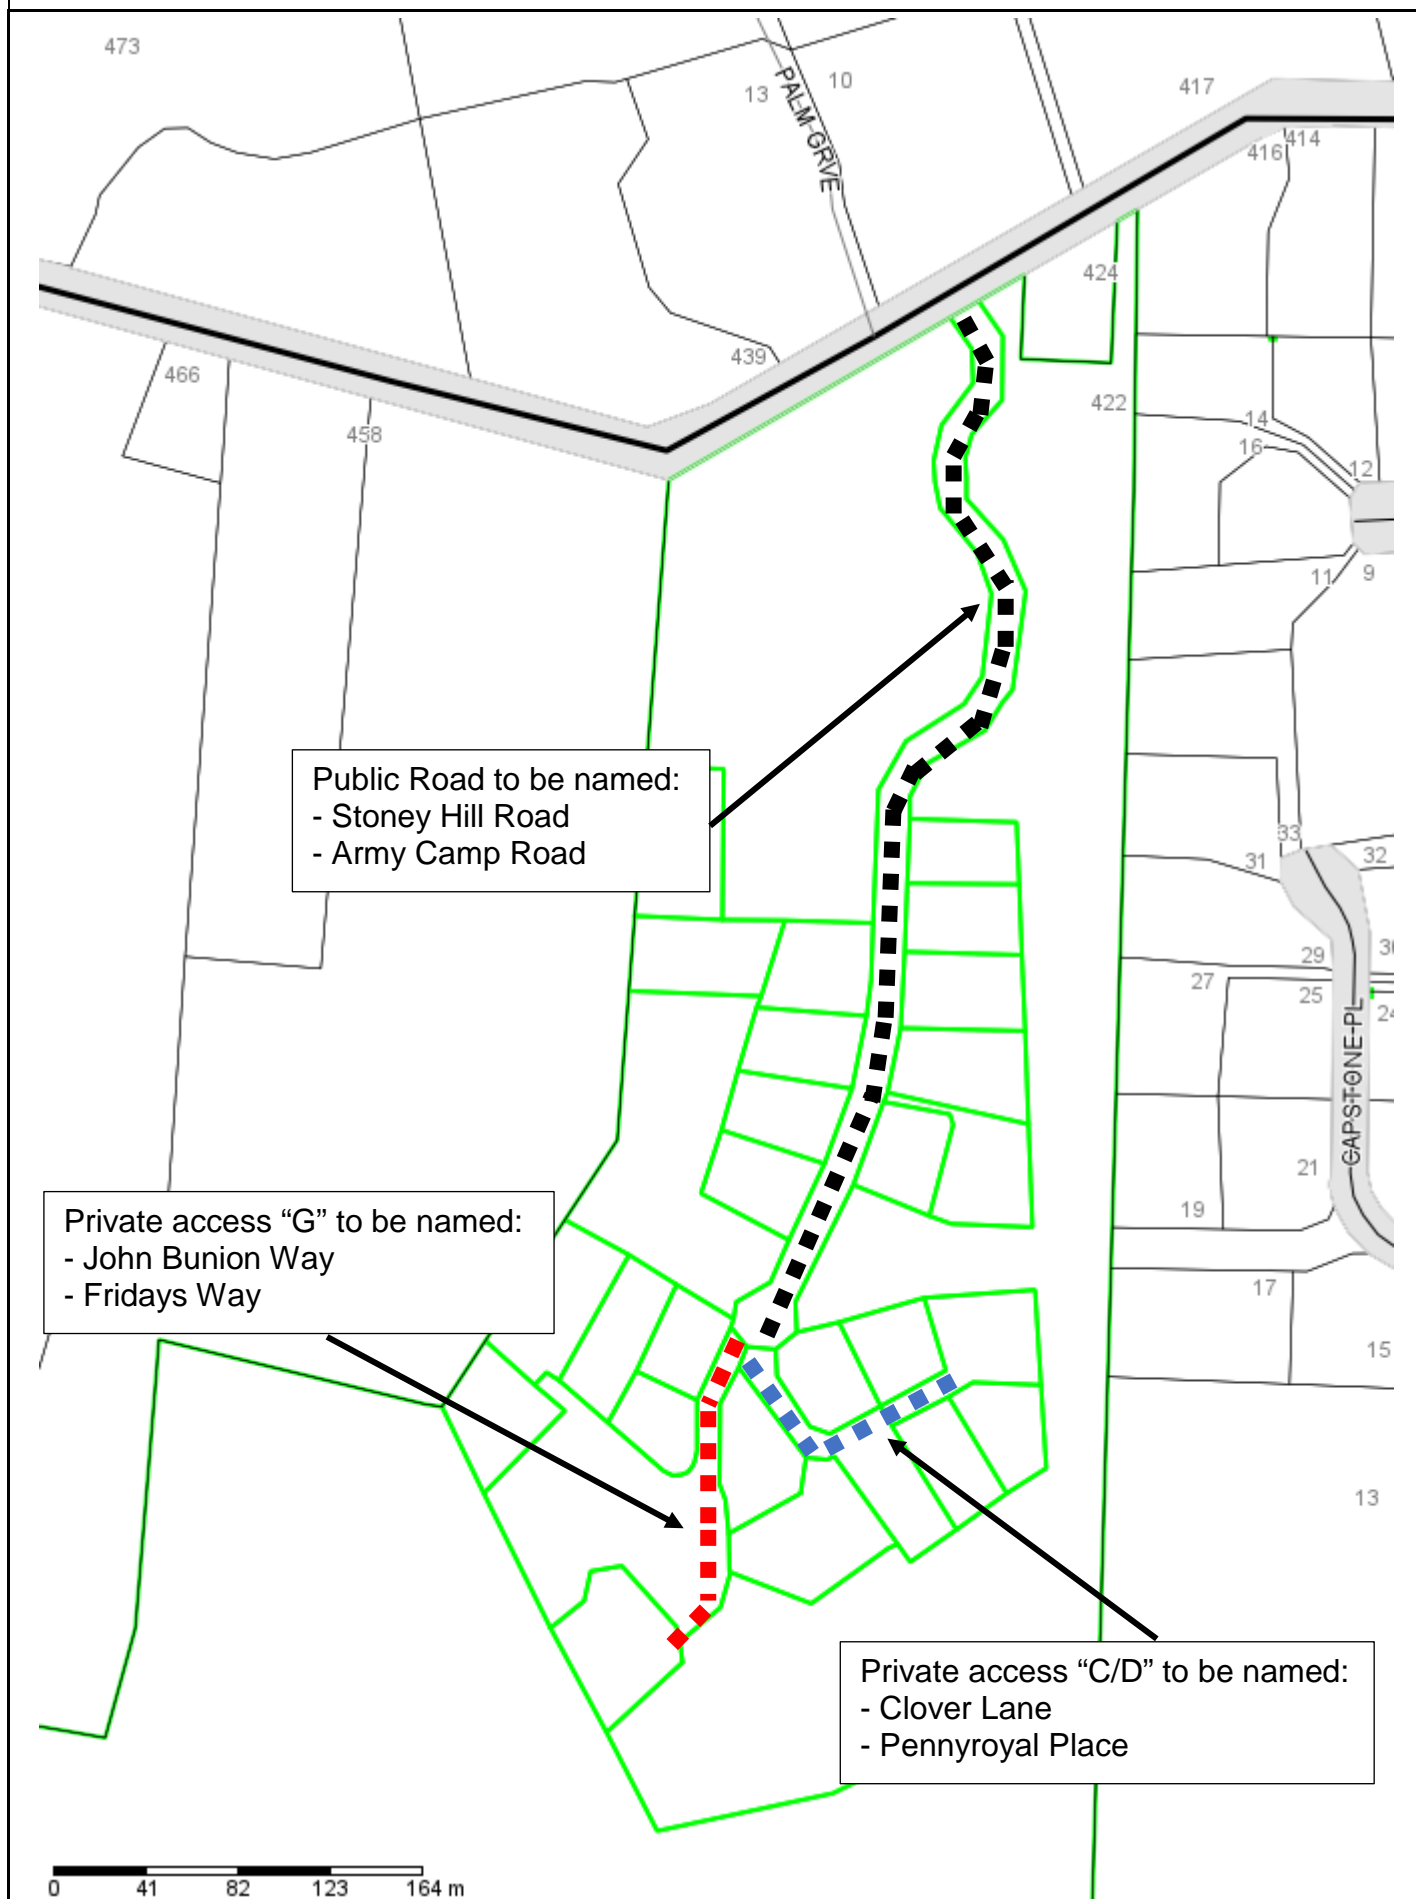 473
13
10
PALM GRVE
417
416
414
424
439
466
458
422
14
16
12
11
9
Public Road to be named:
- Stoney Hill Road
- Army Camp Road
33
31
32
29
30
27
25
24
GAPSTONE PL
21
19
Private access “G” to be named:
- John Bunion Way
- Fridays Way
17
15
13
Private access “C/D” to be named:
- Clover Lane
- Pennyroyal Place
0 41 82 123 164 m